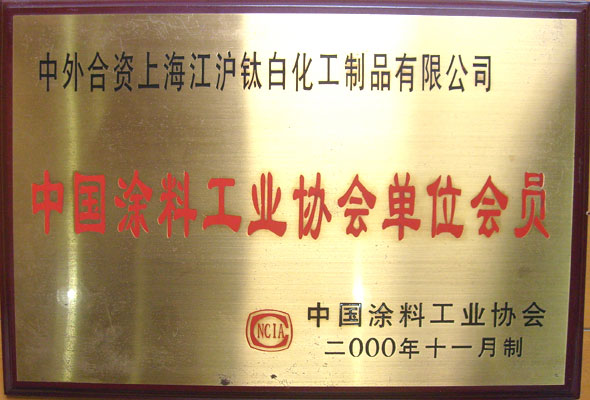 中外合资上海江沪钛白化工制品有限公司
中国涂料工业协会单位会员
NCIA
中国涂料工业协会
二000年十一月制